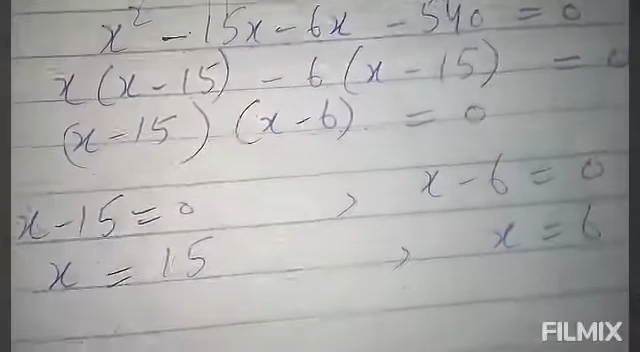 x² - 15x - 6x - 540 = 0
x (x - 15) - 6 (x - 15) = 0
(x - 15) (x - 6) = 0
x - 15 = 0 , x - 6 = 0
x = 15 , x = 6
FILMIX